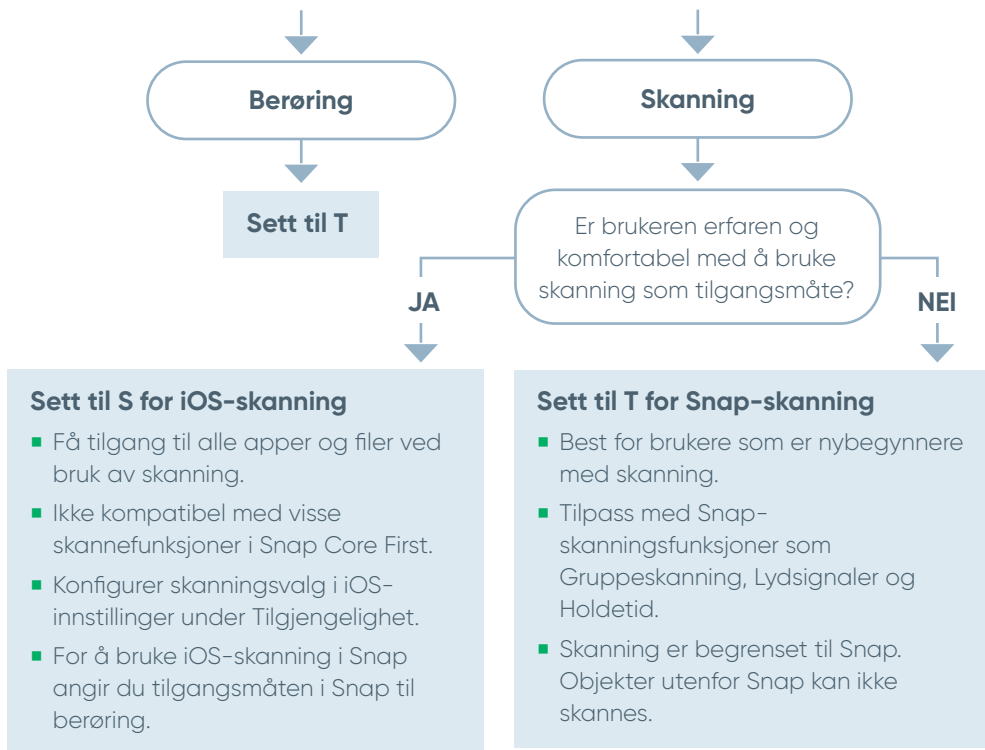 Berøring
Skanning
Sett til T
Er brukeren erfaren og
komfortabel med å bruke
skanning som tilgangsmåte?
JA
NEI
Sett til S for iOS-skanning
▪ Få tilgang til alle apper og filer ved
bruk av skanning.
▪ Ikke kompatibel med visse
skannefunksjoner i Snap Core First.
▪ Konfigurer skanningsvalg i iOS-
innstillinger under Tilgjengelighet.
▪ For å bruke iOS-skanning i Snap
angir du tilgangsmåten i Snap til
berøring.
Sett til T for Snap-skanning
▪ Best for brukere som er nybegynnere
med skanning.
▪ Tilpass med Snap-
skanningsfunksjoner som
Gruppeskanning, Lydsignaler og
Holdetid.
▪ Skanning er begrenset til Snap.
Objekter utenfor Snap kan ikke
skannes.